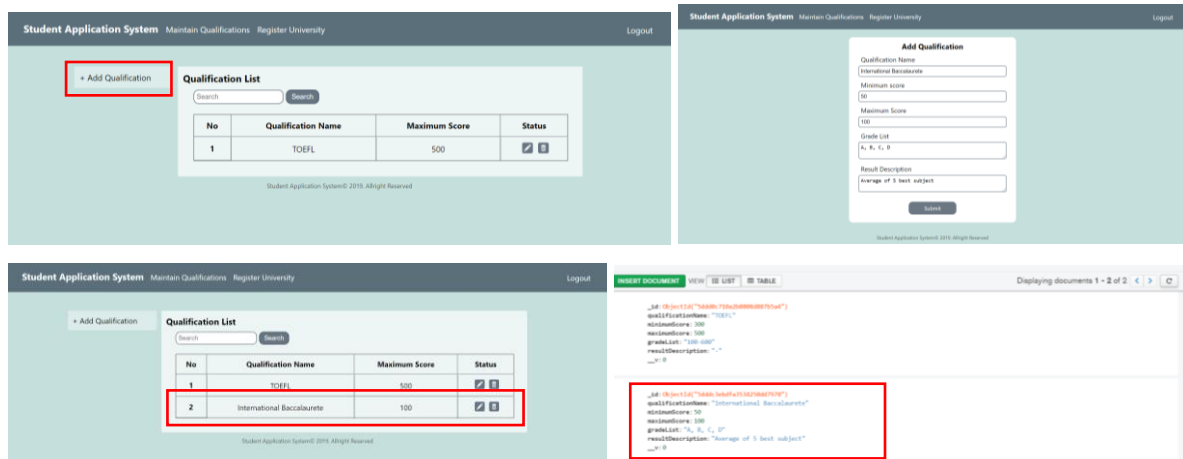 Student Application System Maintain Qualifications Register University Logout
+ Add Qualification
Qualification List
Search Search
No Qualification Name Maximum Score Status
1 TOEFL 500
Student Application System© 2019. Allright Reserved
Student Application System Maintain Qualifications Register University Logout
Add Qualification
Qualification Name
International Baccalaurete
Minimum score
50
Maximum Score
100
Grade List
A, B, C, D
Result Description
Average of 5 best subject
Submit
Student Application System© 2019. Allright Reserved
Student Application System Maintain Qualifications Register University Logout
+ Add Qualification
Qualification List
Search Search
No Qualification Name Maximum Score Status
1 TOEFL 500
2 International Baccalaurete 100
Student Application System© 2019. Allright Reserved
INSERT DOCUMENT VIEW LIST TABLE Displaying documents 1 - 2 of 2 < > C
_id: ObjectId
qualificationName: "TOEFL"
minimumScore: 300
maximumScore: 500
gradeList: "300-600"
resultDescription: "-"
__v: 0
_id: ObjectId
qualificationName: "International Baccalaurete"
minimumScore: 50
maximumScore: 100
gradeList: "A, B, C, D"
resultDescription: "Average of 5 best subject"
__v: 0